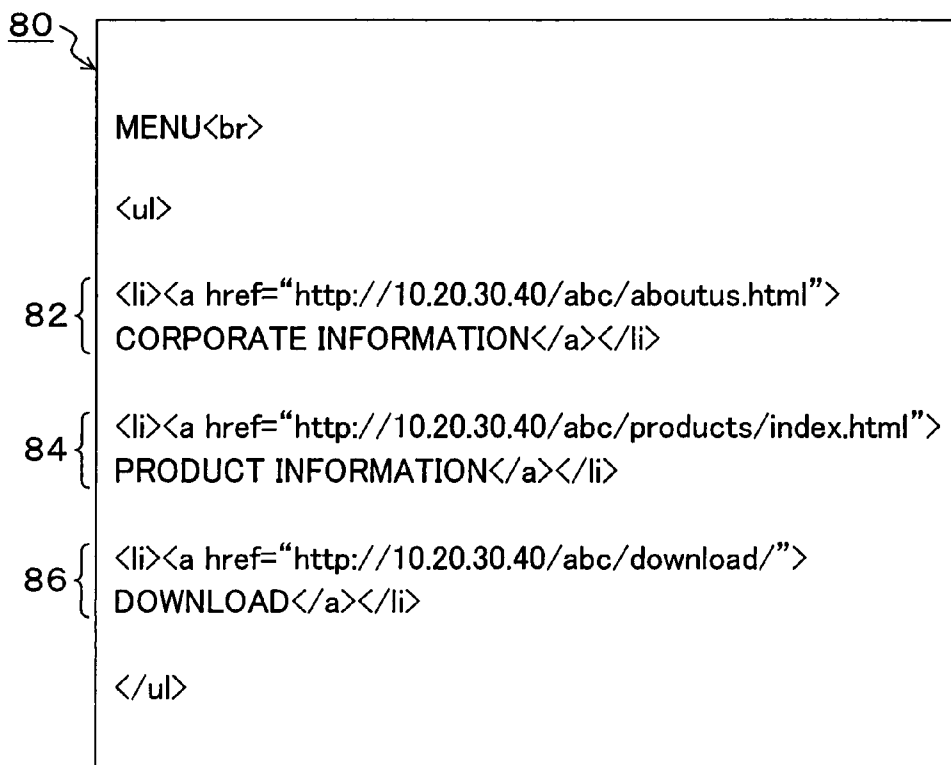 80
MENU<br>
<ul>
82
<li><a href=“http://10.20.30.40/abc/aboutus.html”>
CORPORATE INFORMATION</a></li>
84
<li><a href=“http://10.20.30.40/abc/products/index.html”>
PRODUCT INFORMATION</a></li>
86
<li><a href=“http://10.20.30.40/abc/download/”>
DOWNLOAD</a></li>
</ul>